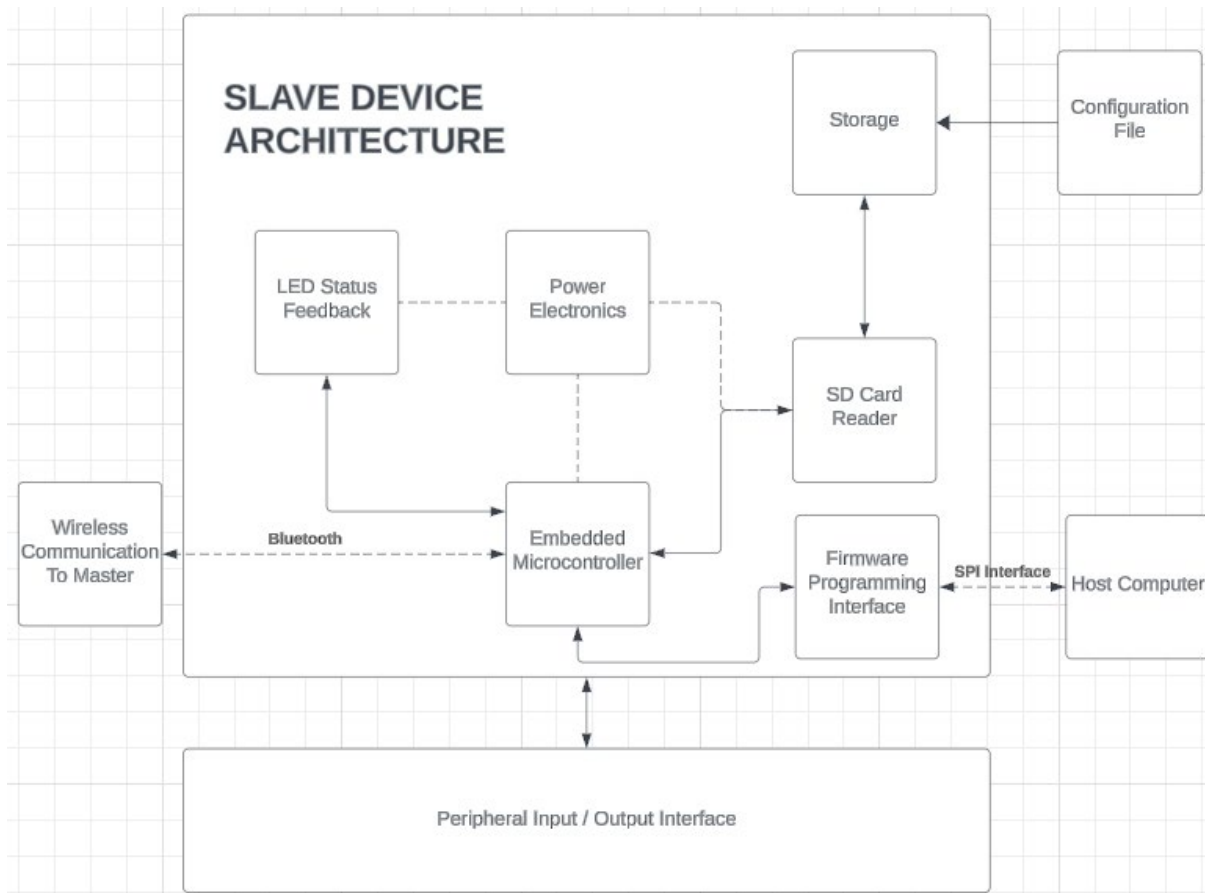 SLAVE DEVICE
ARCHITECTURE
Storage
Configuration
File
LED Status
Feedback
Power
Electronics
SD Card
Reader
Wireless
Communication
To Master
Bluetooth
Embedded
Microcontroller
Firmware
Programming
Interface
SPI Interface
Host Computer
Peripheral Input / Output Interface